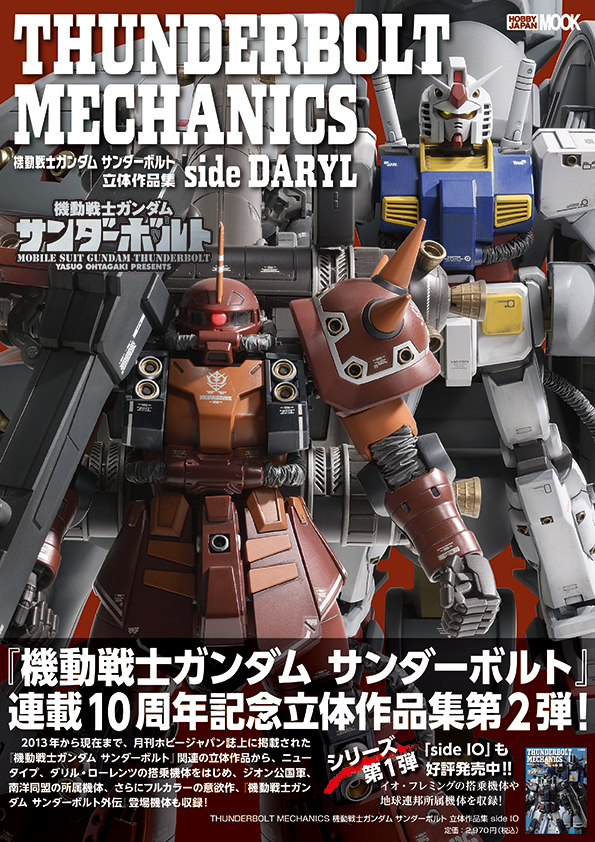 HOBBY JAPAN MOOK
THUNDERBOLT
MECHANICS
機動戦士ガンダム サンダーボルト
立体作品集
side DARYL
機動戦士ガンダム
サンダーボルト
MOBILE SUIT GUNDAM THUNDERBOLT
YASUO OHTAGAKI PRESENTS
『機動戦士ガンダム サンダーボルト』
連載10周年記念立体作品集第2弾!
2013年から現在まで、月刊ホビージャパン誌上に掲載された
『機動戦士ガンダム サンダーボルト』関連の立体作品から、ニュー
タイプ、ダリル・ローレンツの搭乗機体をはじめ、ジオン公国軍、
南洋同盟の所属機体、さらにフルカラーの意欲作、『機動戦士ガン
ダム サンダーボルト外伝』登場機体も収録!
シリーズ
第1弾
「side IO」も
好評発売中!!
イオ・フレミングの搭乗機体や
地球連邦所属機体を収録!
THUNDERBOLT
MECHANICS
THUNDERBOLT MECHANICS 機動戦士ガンダム サンダーボルト 立体作品集 side IO
定価:2,970円(税込)